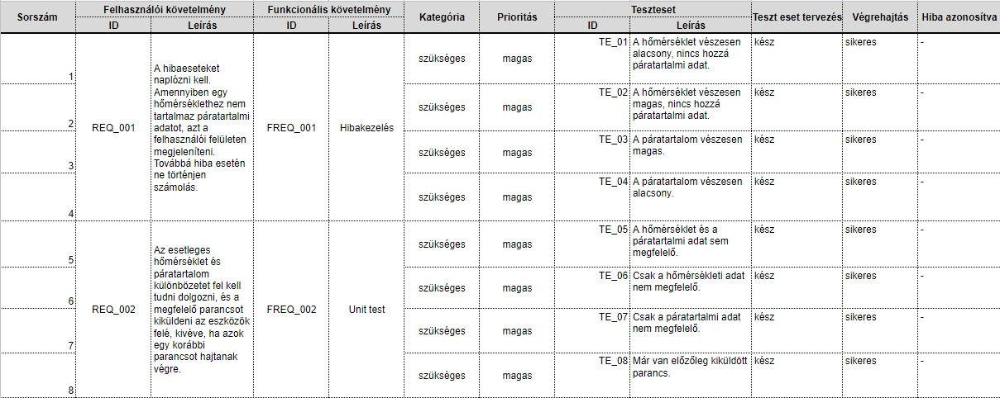 Sorszám
Felhasználói követelmény
Funkcionális követelmény
Kategória
Prioritás
Teszteset
Teszt eset tervezés
Végrehajtás
Hiba azonosítva
ID
Leírás
ID
Leírás
ID
Leírás
1
REQ_001
A hibaeseteket
naplózni kell.
Amennyiben egy
hőmérséklethez nem
tartalmaz páratartalmi
adatot, azt a
felhasználói felületen
megjeleníteni.
Továbbá hiba esetén
ne történjen
számolás.
FREQ_001
Hibakezelés
szükséges
magas
TE_01
A hőmérséklet vészesen
alacsony, nincs hozzá
páratartalmi adat.
kész
sikeres
-
2
szükséges
magas
TE_02
A hőmérséklet vészesen
magas, nincs hozzá
páratartalmi adat.
kész
sikeres
-
3
szükséges
magas
TE_03
A páratartalom vészesen
magas.
kész
sikeres
-
4
szükséges
magas
TE_04
A páratartalom vészesen
alacsony.
kész
sikeres
-
5
REQ_002
Az esetleges
hőmérséklet és
páratartalom
különbözetet fel kell
tudni dolgozni, és a
megfelelő parancsot
kiküldeni az eszközök
felé, kivéve, ha azok
egy korábbi
parancsot hajtanak
végre.
FREQ_002
Unit test
szükséges
magas
TE_05
A hőmérséklet és a
páratartalmi adat sem
megfelelő.
kész
sikeres
-
6
szükséges
magas
TE_06
Csak a hőmérsékleti adat
nem megfelelő.
kész
sikeres
-
7
szükséges
magas
TE_07
Csak a páratartalmi adat
nem megfelelő.
kész
sikeres
-
8
szükséges
magas
TE_08
Már van előzőleg kiküldött
parancs.
kész
sikeres
-